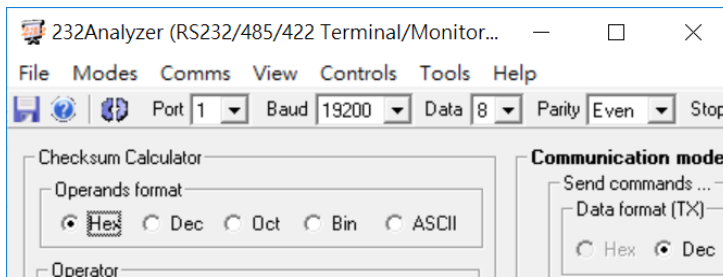 232Analyzer (RS232/485/422 Terminal/Monitor...
File Modes Comms View Controls Tools Help
Port 1 Baud 19200 Data 8 Parity Even Stop
Checksum Calculator
Operands format
Hex Dec Oct Bin ASCII
Operator
Communication mode
Send commands ...
Data format (TX)
Hex Dec